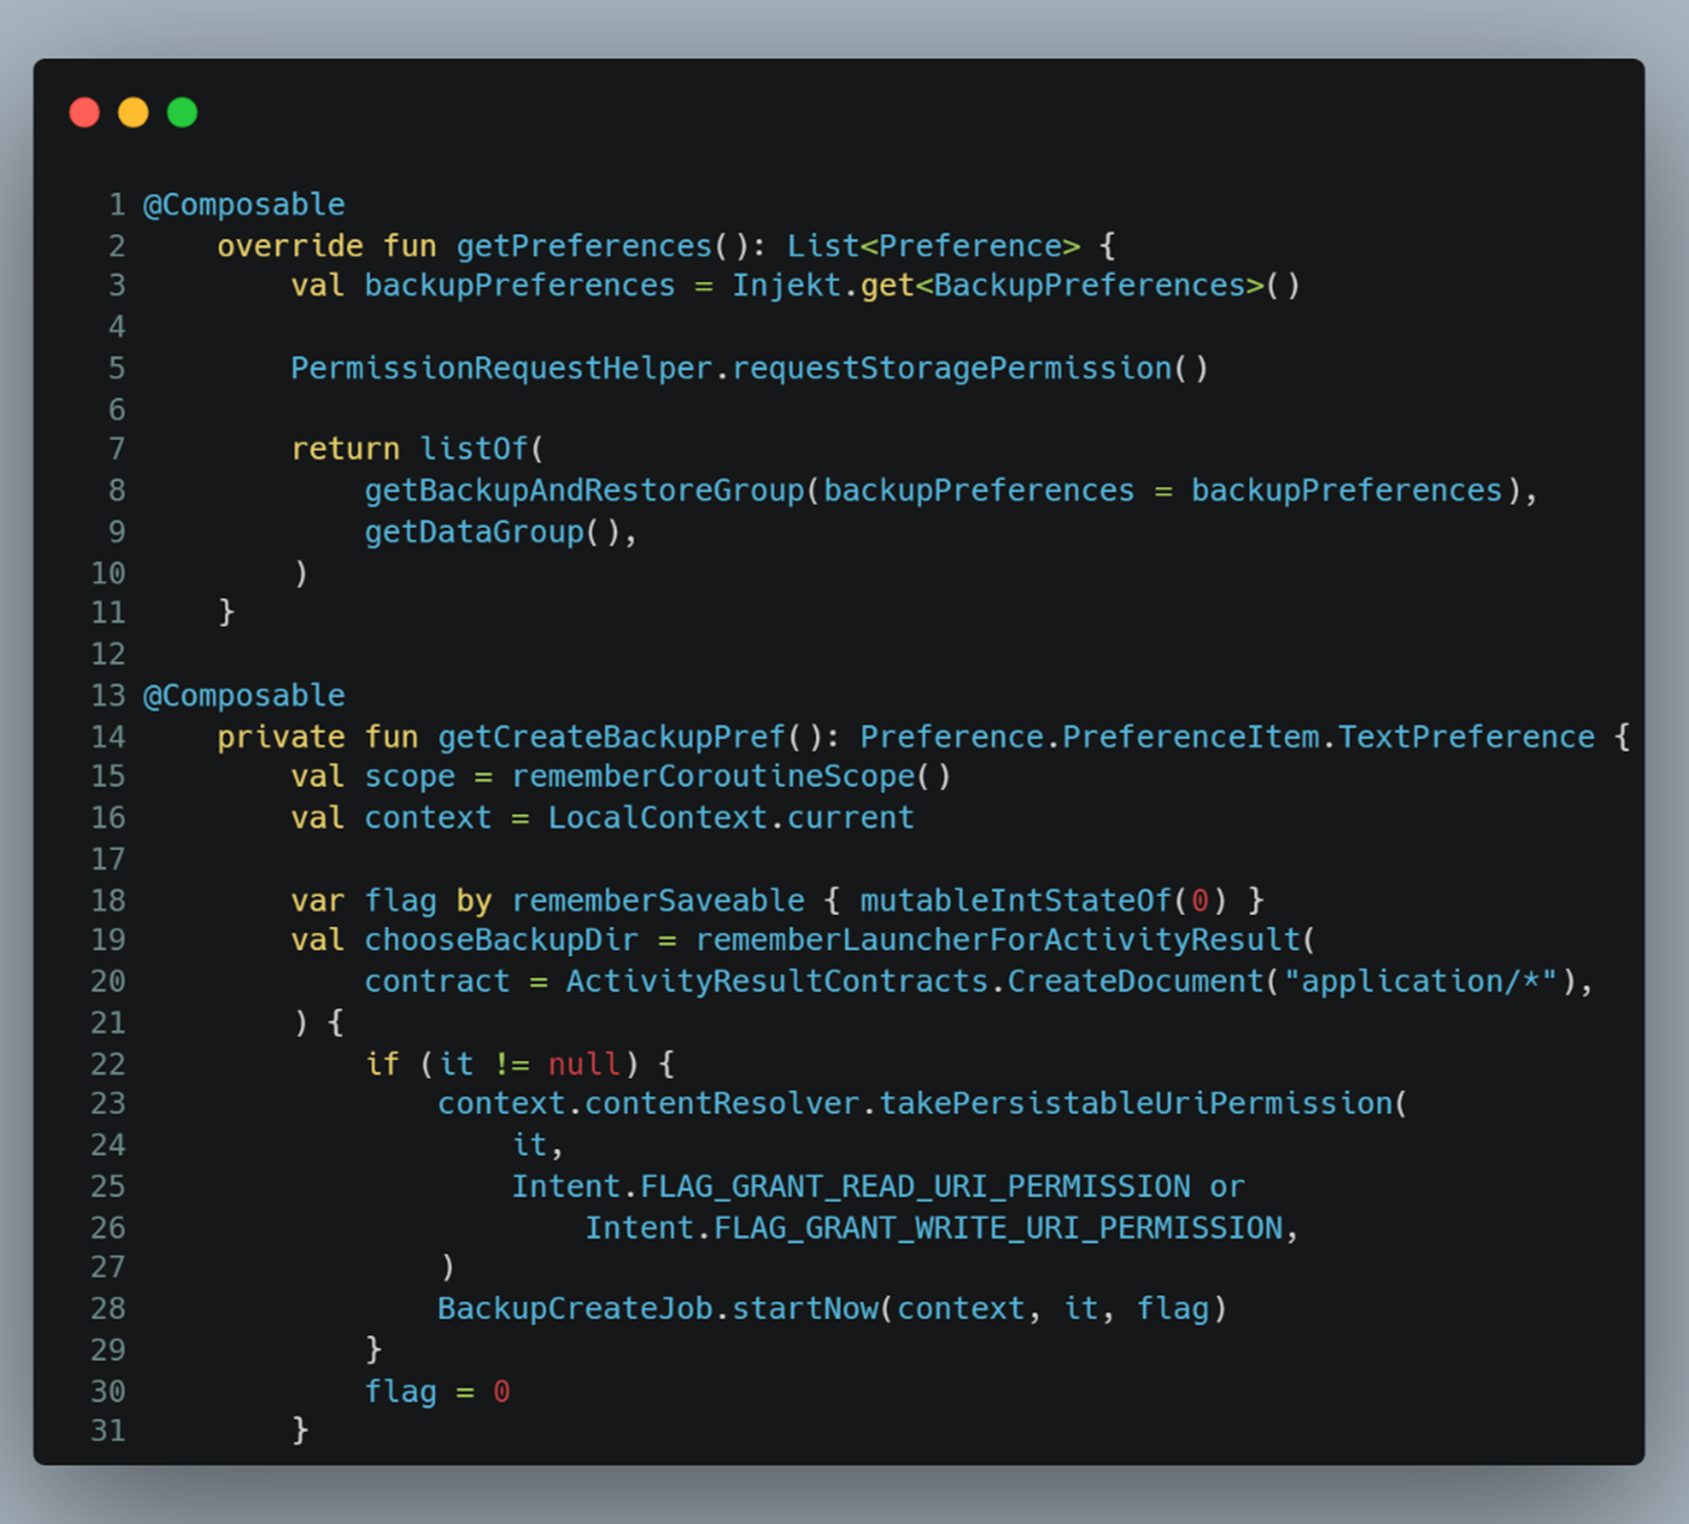 1 @Composable
2     override fun getPreferences(): List<Preference> {
3         val backupPreferences = Injekt.get<BackupPreferences>()
4
5         PermissionRequestHelper.requestStoragePermission()
6
7         return listOf(
8             getBackupAndRestoreGroup(backupPreferences = backupPreferences),
9             getDataGroup(),
10         )
11     }
12
13 @Composable
14     private fun getCreateBackupPref(): Preference.PreferenceItem.TextPreference {
15         val scope = rememberCoroutineScope()
16         val context = LocalContext.current
17
18         var flag by rememberSaveable { mutableIntStateOf(0) }
19         val chooseBackupDir = rememberLauncherForActivityResult(
20             contract = ActivityResultContracts.CreateDocument("application/*"),
21         ) {
22             if (it != null) {
23                 context.contentResolver.takePersistableUriPermission(
24                     it,
25                     Intent.FLAG_GRANT_READ_URI_PERMISSION or
26                         Intent.FLAG_GRANT_WRITE_URI_PERMISSION,
27                 )
28                 BackupCreateJob.startNow(context, it, flag)
29             }
30             flag = 0
31         }